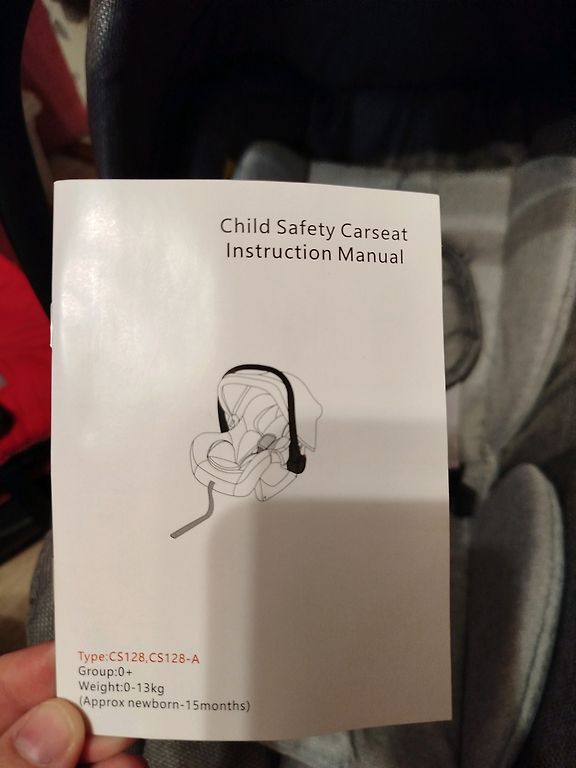 Child Safety Carseat
Instruction Manual
Type:CS128,CS128-A
Group:0+
Weight:0-13kg
(Approx newborn-15months)